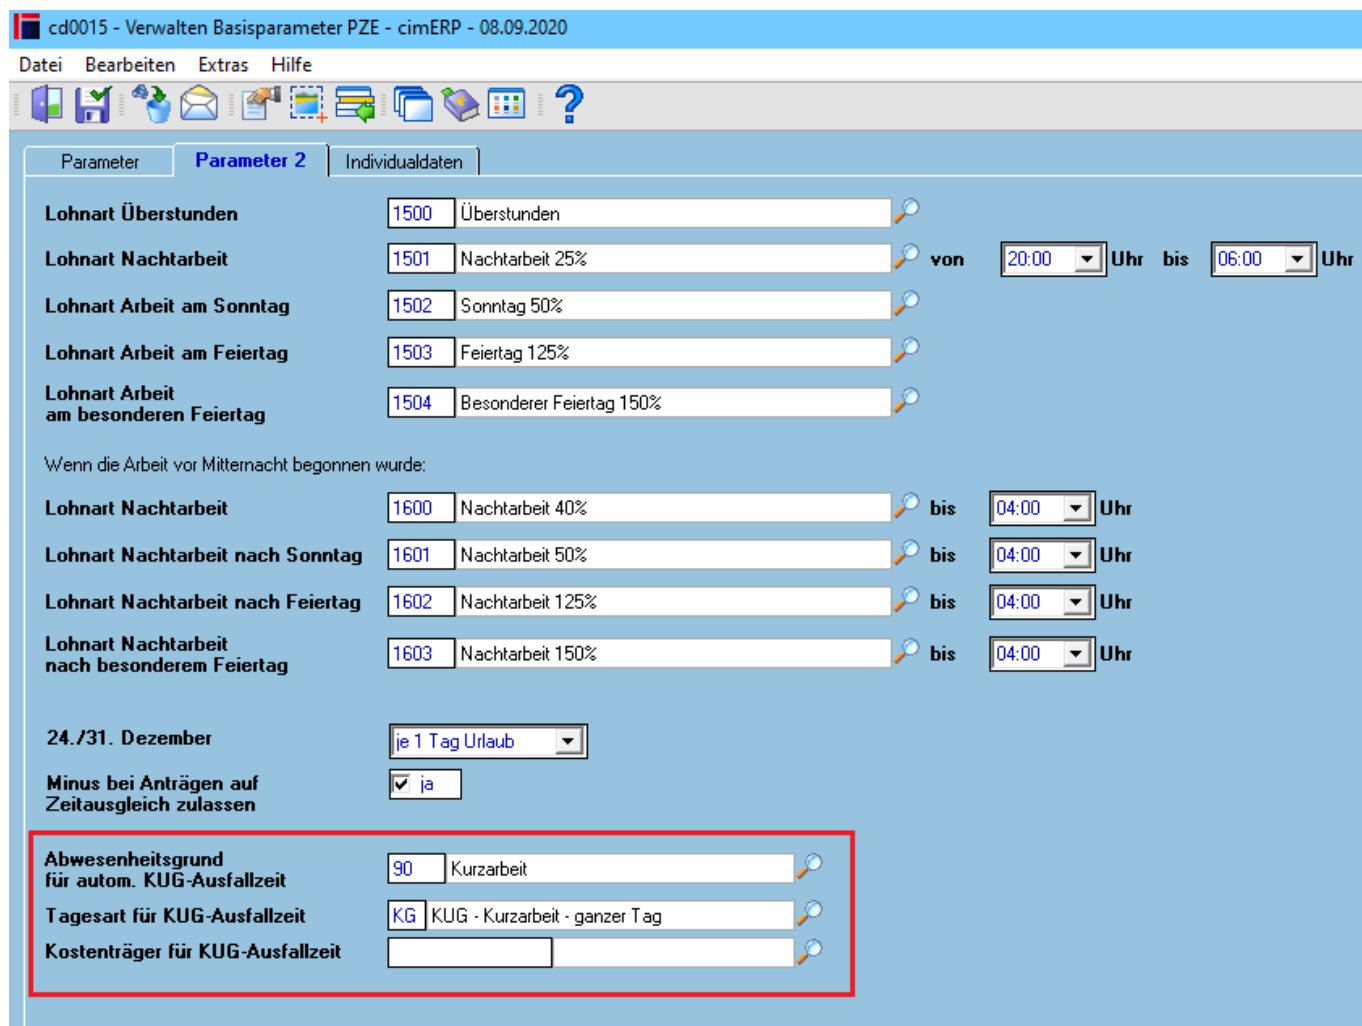 cd0015 - Verwalten Basisparameter PZE - cimERP - 08.09.2020
Datei Bearbeiten Extras Hilfe
Parameter Parameter 2 Individualdaten
Lohnart Überstunden 1500 Überstunden
Lohnart Nachtarbeit 1501 Nachtarbeit 25% von 20:00 Uhr bis 06:00 Uhr
Lohnart Arbeit am Sonntag 1502 Sonntag 50%
Lohnart Arbeit am Feiertag 1503 Feiertag 125%
Lohnart Arbeit
am besonderen Feiertag 1504 Besonderer Feiertag 150%
Wenn die Arbeit vor Mitternacht begonnen wurde:
Lohnart Nachtarbeit 1600 Nachtarbeit 40% bis 04:00 Uhr
Lohnart Nachtarbeit nach Sonntag 1601 Nachtarbeit 50% bis 04:00 Uhr
Lohnart Nachtarbeit nach Feiertag 1602 Nachtarbeit 125% bis 04:00 Uhr
Lohnart Nachtarbeit
nach besonderem Feiertag 1603 Nachtarbeit 150% bis 04:00 Uhr
24./31. Dezember je 1 Tag Urlaub
Minus bei Anträgen auf
Zeitausgleich zulassen ja
Abwesenheitsgrund
für autom. KUG-Ausfallzeit 90 Kurzarbeit
Tagesart für KUG-Ausfallzeit KG KUG - Kurzarbeit - ganzer Tag
Kostenträger für KUG-Ausfallzeit